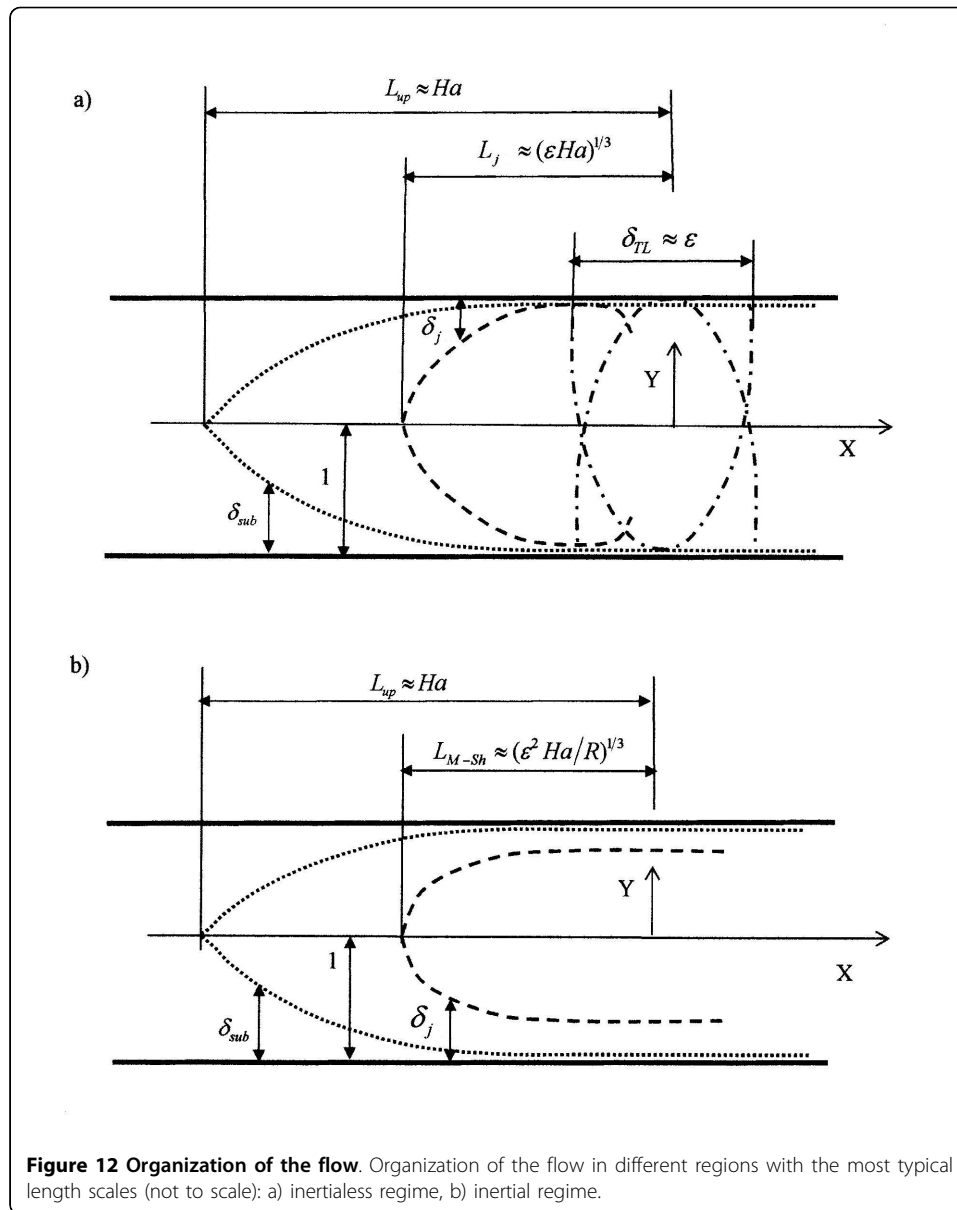 a)
L_up ≈ Ha
L_j ≈ (εHa)^1/3
δ_TL ≈ ε
δ_j
Y
X
1
δ_sub
b)
L_up ≈ Ha
L_M-Sh ≈ (ε^2 Ha/R)^1/3
Y
X
1
δ_sub
δ_j
Figure 12 Organization of the flow. Organization of the flow in different regions with the most typical
length scales (not to scale): a) inertialess regime, b) inertial regime.